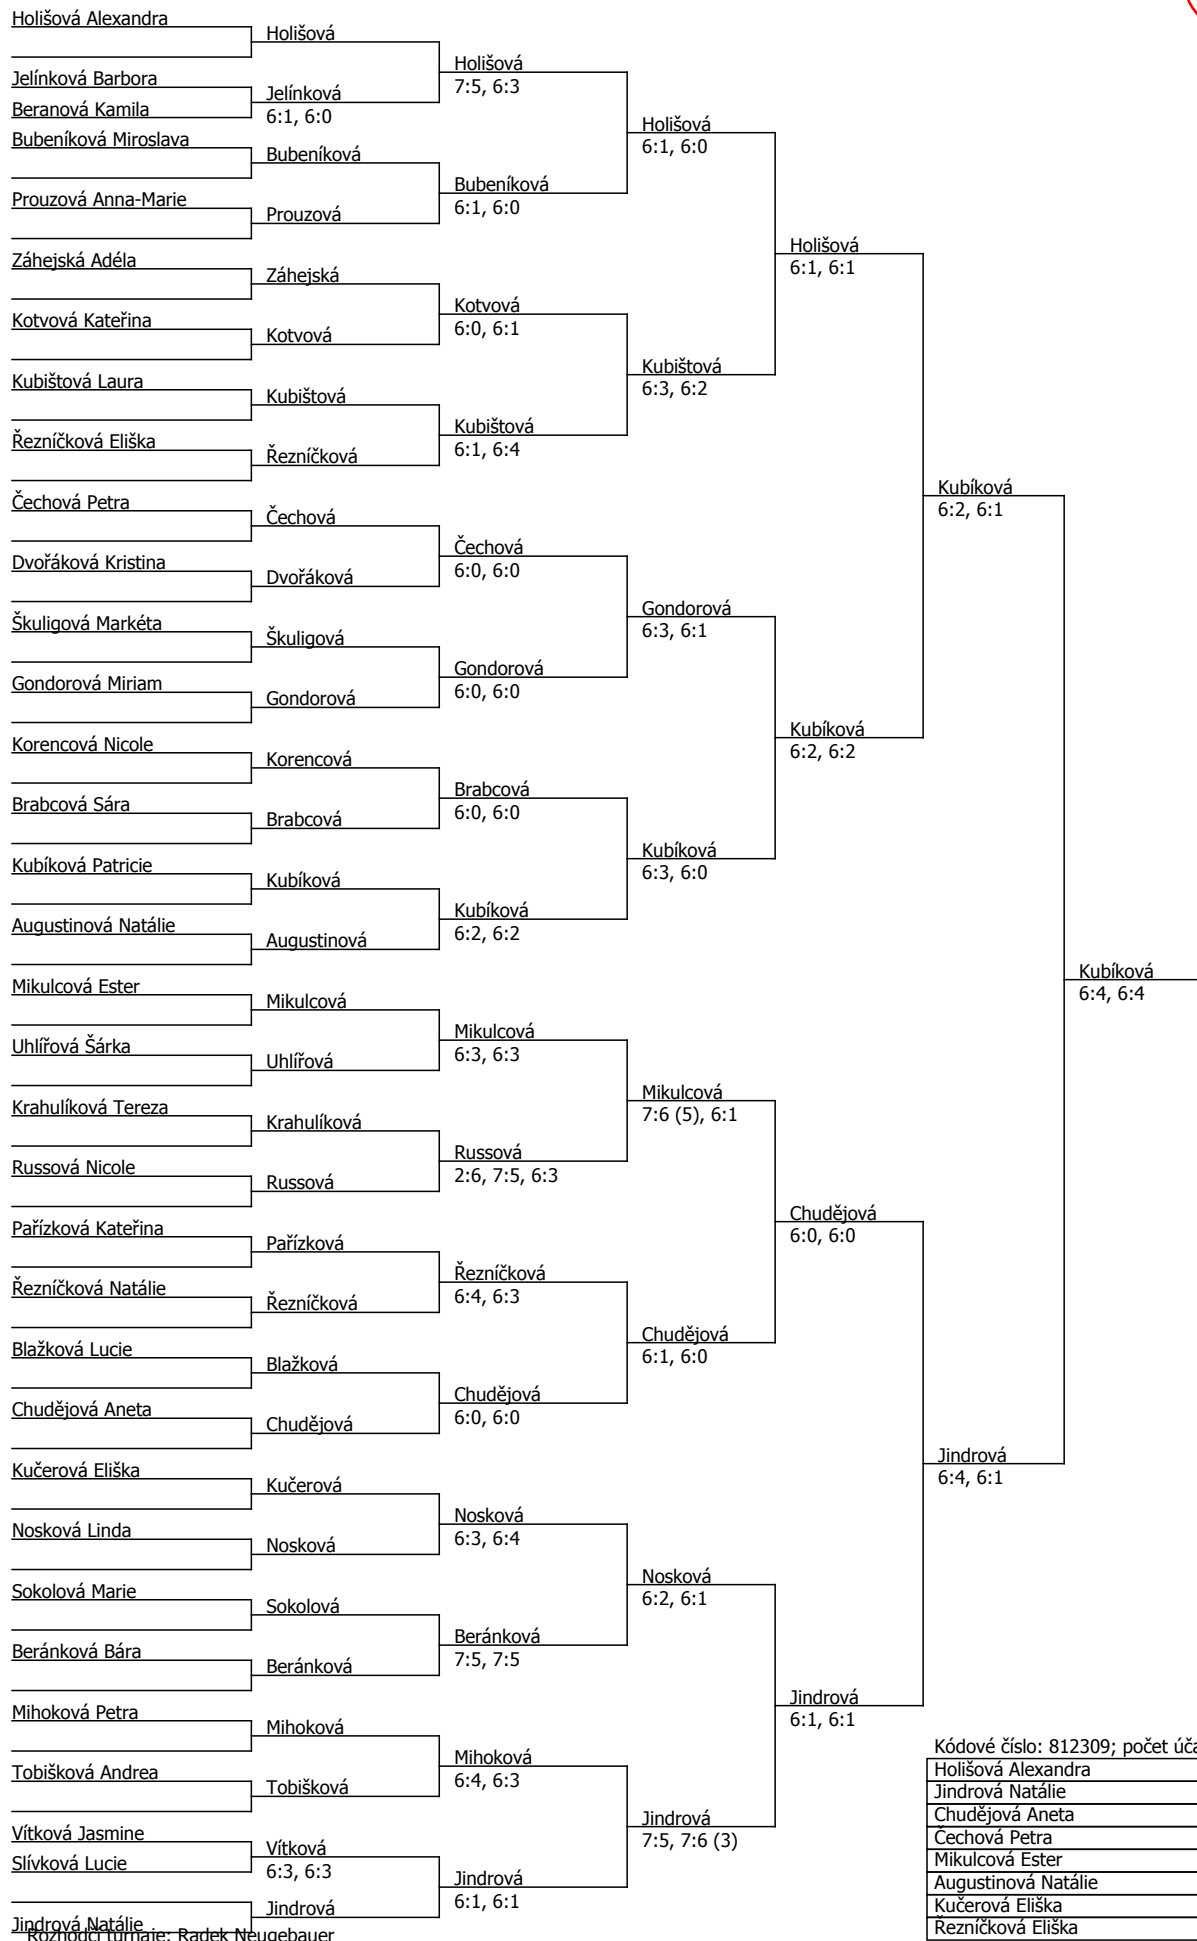 Holišová Alexandra
Jelínková Barbora
Beranová Kamila
Bubeníková Miroslava
Prouzová Anna-Marie
Záhejská Adéla
Kotvová Kateřina
Kubištová Laura
Řezníčková Eliška
Čechová Petra
Dvořáková Kristina
Škuligová Markéta
Gondorová Miriam
Korencová Nicole
Brabcová Sára
Kubíková Patricie
Augustinová Natálie
Mikulcová Ester
Uhlířová Šárka
Krahulíková Tereza
Russová Nicole
Pařízková Kateřina
Řezníčková Natálie
Blažková Lucie
Chudějová Aneta
Kučerová Eliška
Nosková Linda
Sokolová Marie
Beránková Bára
Mihoková Petra
Tobišková Andrea
Vítková Jasmine
Slívková Lucie
Jindrová Natálie
Rozhodčí turnaje: Radek Neugebauer
Holišová
Jelínková
6:1, 6:0
Bubeníková
Prouzová
Záhejská
Kotvová
Kubištová
Řezníčková
Čechová
Dvořáková
Škuligová
Gondorová
Korencová
Brabcová
Kubíková
Augustinová
Mikulcová
Uhlířová
Krahulíková
Russová
Pařízková
Řezníčková
Blažková
Chudějová
Kučerová
Nosková
Sokolová
Beránková
Mihoková
Tobišková
Vítková
6:3, 6:3
Jindrová
Holišová
7:5, 6:3
Bubeníková
6:1, 6:0
Kotvová
6:0, 6:1
Kubištová
6:1, 6:4
Čechová
6:0, 6:0
Gondorová
6:0, 6:0
Brabcová
6:0, 6:0
Kubíková
6:2, 6:2
Mikulcová
6:3, 6:3
Russová
2:6, 7:5, 6:3
Řezníčková
6:4, 6:3
Chudějová
6:0, 6:0
Nosková
6:3, 6:4
Beránková
7:5, 7:5
Mihoková
6:4, 6:3
Jindrová
6:1, 6:1
Holišová
6:1, 6:0
Kubištová
6:3, 6:2
Gondorová
6:3, 6:1
Kubíková
6:3, 6:0
Mikulcová
7:6 (5), 6:1
Chudějová
6:1, 6:0
Nosková
6:2, 6:1
Jindrová
7:5, 7:6 (3)
Holišová
6:1, 6:1
Kubíková
6:2, 6:2
Chudějová
6:0, 6:0
Jindrová
6:1, 6:1
Kubíková
6:2, 6:1
Jindrová
6:4, 6:1
Kubíková
6:4, 6:4
Kódové číslo: 812309; počet úča
Holišová Alexandra
Jindrová Natálie
Chudějová Aneta
Čechová Petra
Mikulcová Ester
Augustinová Natálie
Kučerová Eliška
Řezníčková Eliška